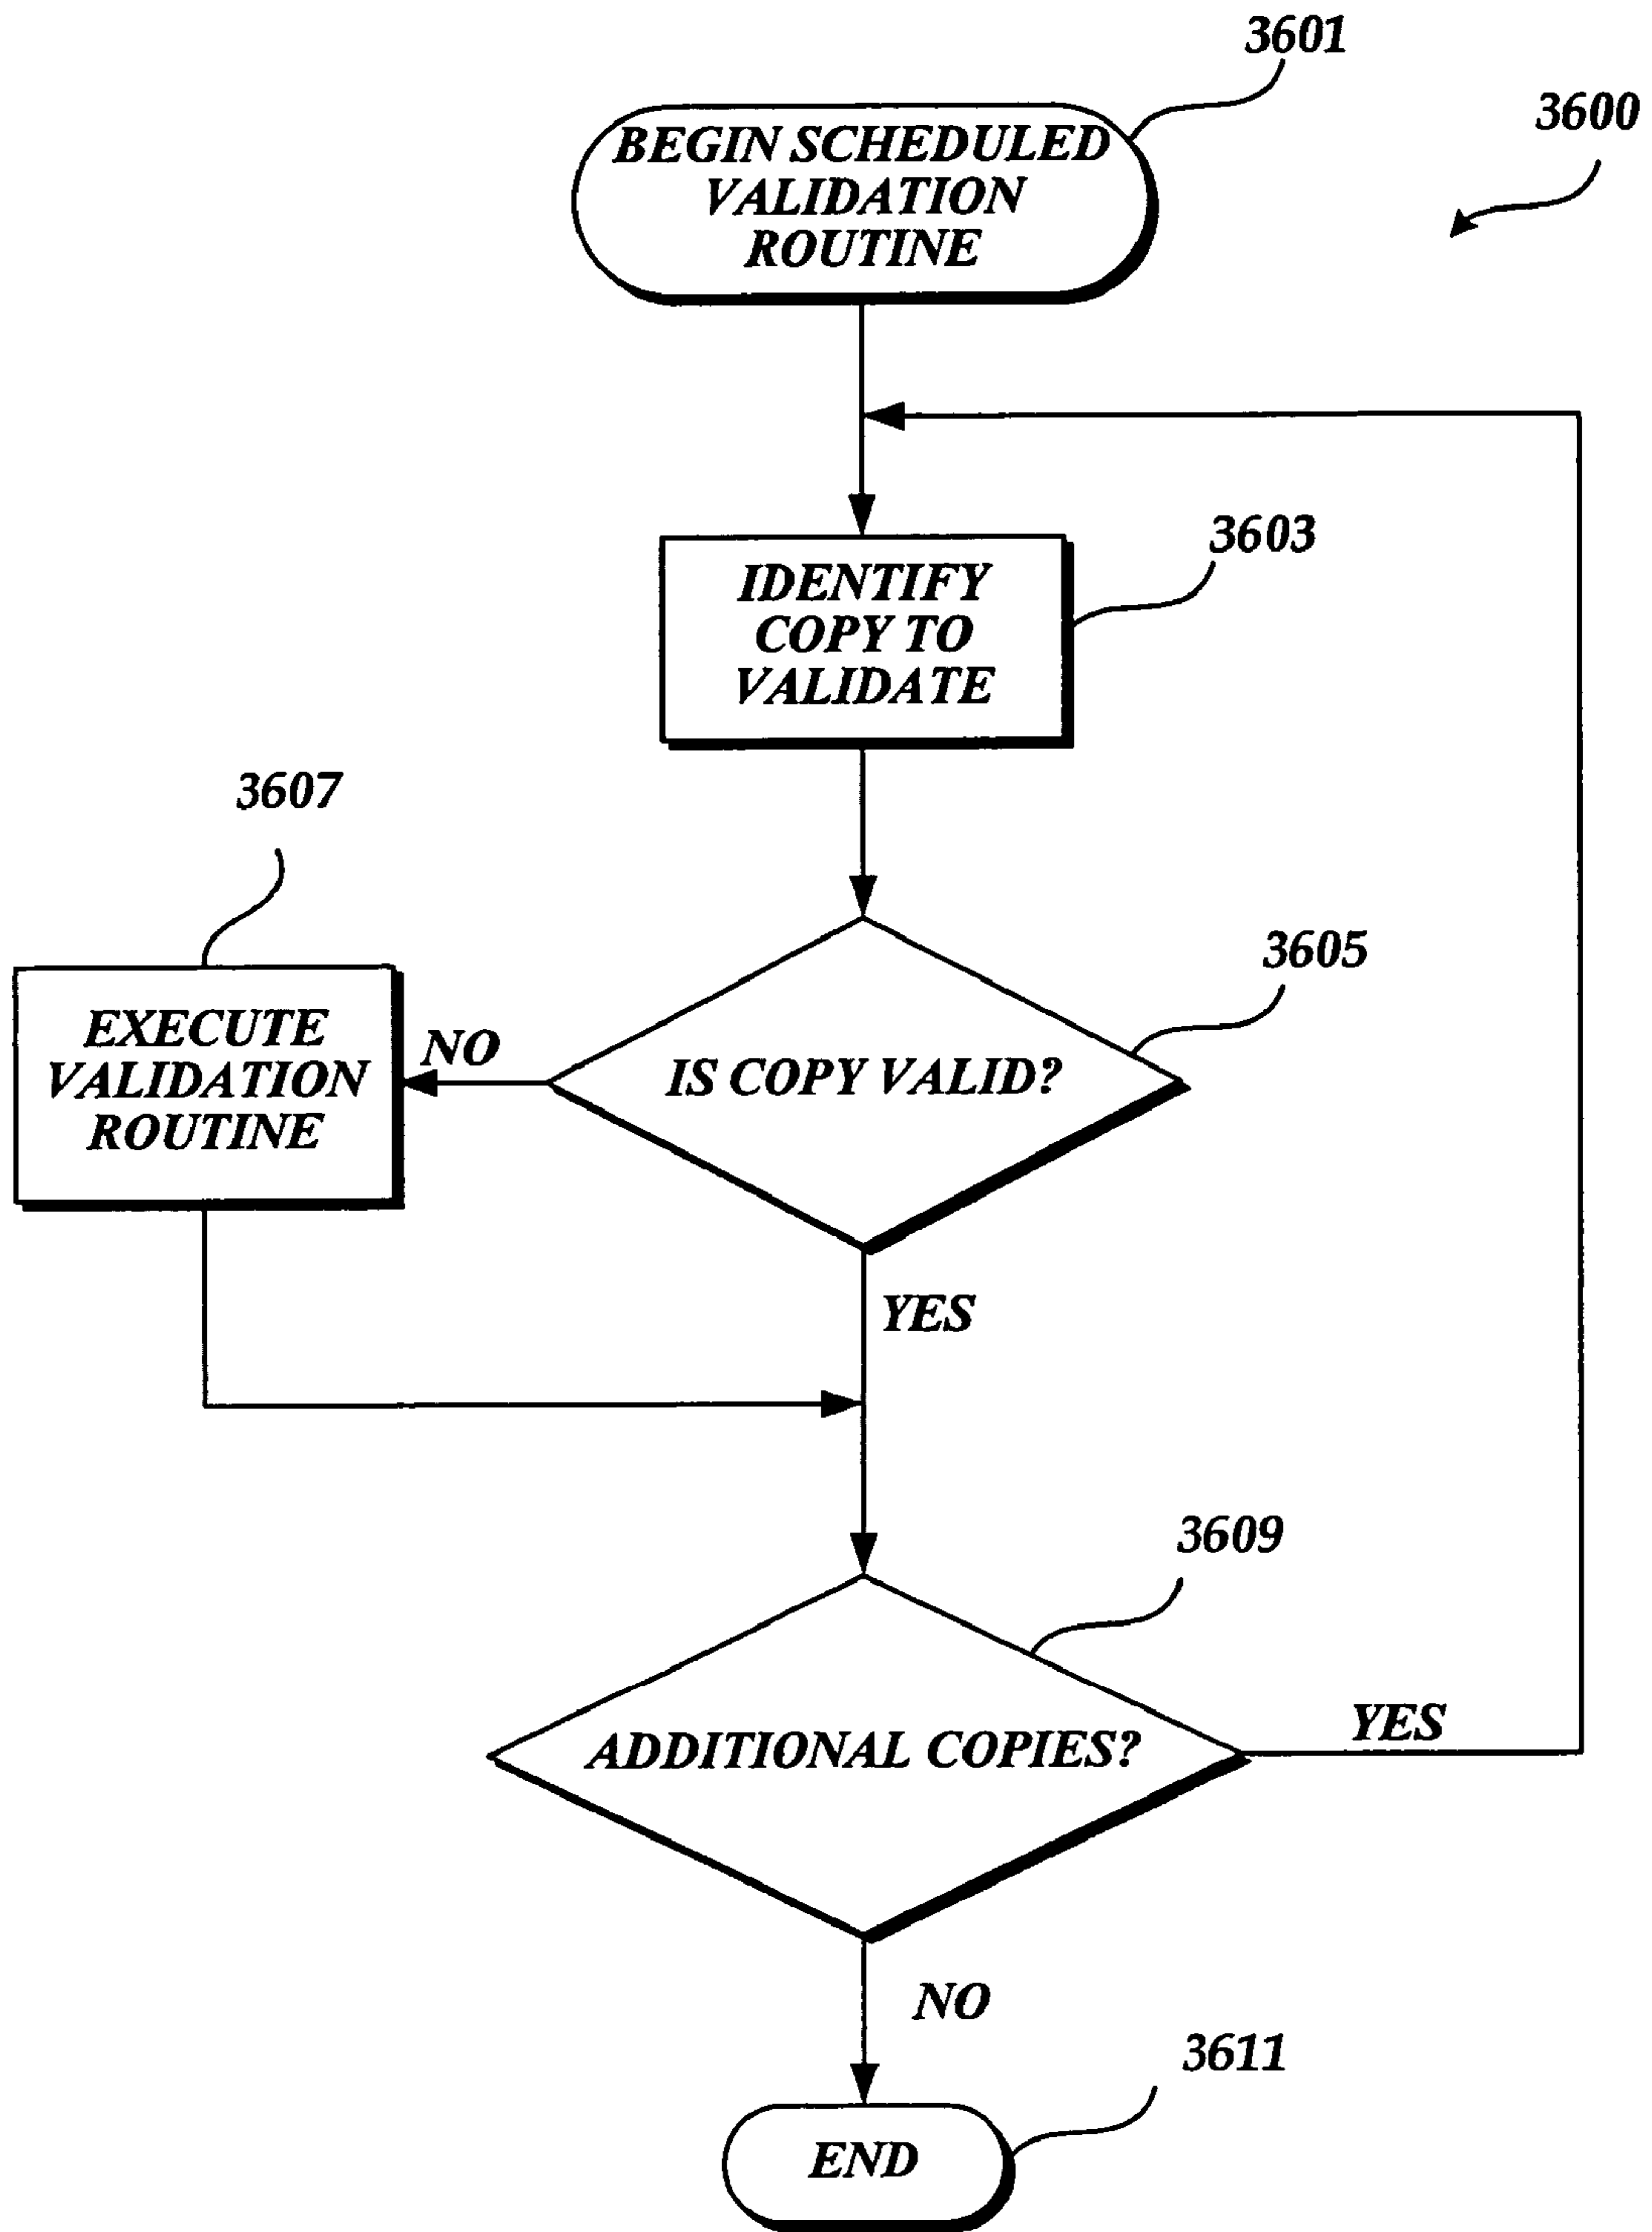 3601
3600
BEGIN SCHEDULED
VALIDATION
ROUTINE
3603
IDENTIFY
COPY TO
VALIDATE
3607
3605
EXECUTE
VALIDATION
ROUTINE
NO
IS COPY VALID?
YES
3609
ADDITIONAL COPIES?
YES
NO
3611
END